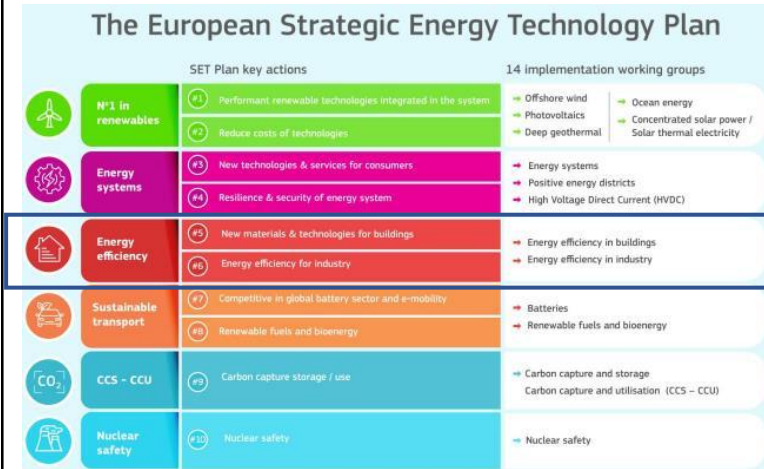 The European Strategic Energy Technology Plan
SET Plan key actions
14 implementation working groups
Nº1 in
renewables
#1 Performant renewable technologies integrated in the system
#2 Reduce costs of technologies
→ Offshore wind
→ Photovoltaics
→ Deep geothermal
→ Ocean energy
→ Concentrated solar power /
Solar thermal electricity
Energy
systems
#3 New technologies & services for consumers
#4 Resilience & security of energy system
→ Energy systems
→ Positive energy districts
→ High Voltage Direct Current (HVDC)
Energy
efficiency
#5 New materials & technologies for buildings
#6 Energy efficiency for industry
→ Energy efficiency in buildings
→ Energy efficiency in industry
Sustainable
transport
#7 Competitive in global battery sector and e-mobility
#8 Renewable fuels and bioenergy
→ Batteries
→ Renewable fuels and bioenergy
CO2
CCS - CCU
#9 Carbon capture storage / use
→ Carbon capture and storage
Carbon capture and utilisation (CCS – CCU)
Nuclear
safety
#10 Nuclear safety
→ Nuclear safety